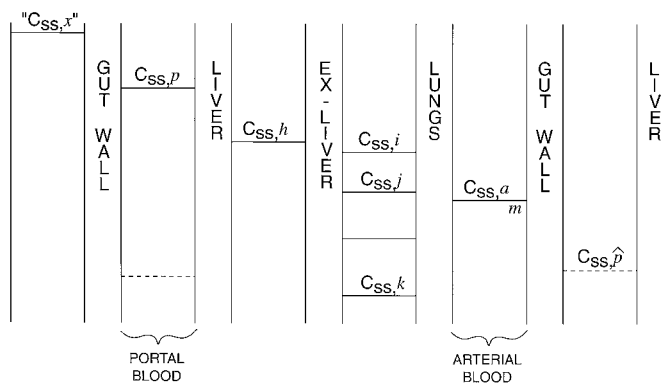 "Css,x"
GUT WALL
Css,p
LIVER
Css,h
EX-LIVER
Css,i
Css,j
Css,k
LUNGS
Css,a
m
GUT WALL
Css,p̂
LIVER
PORTAL
BLOOD
ARTERIAL
BLOOD